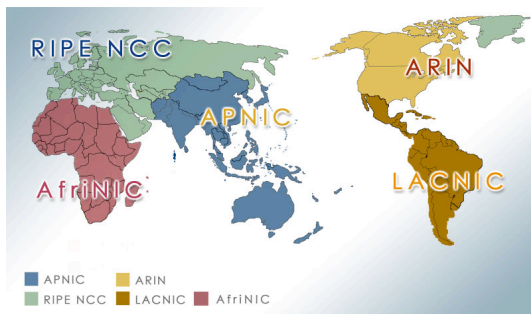 RIPE NCC
ARIN
APNIC
AfriNIC
LACNIC
APNIC ARIN
RIPE NCC LACNIC AfriNIC